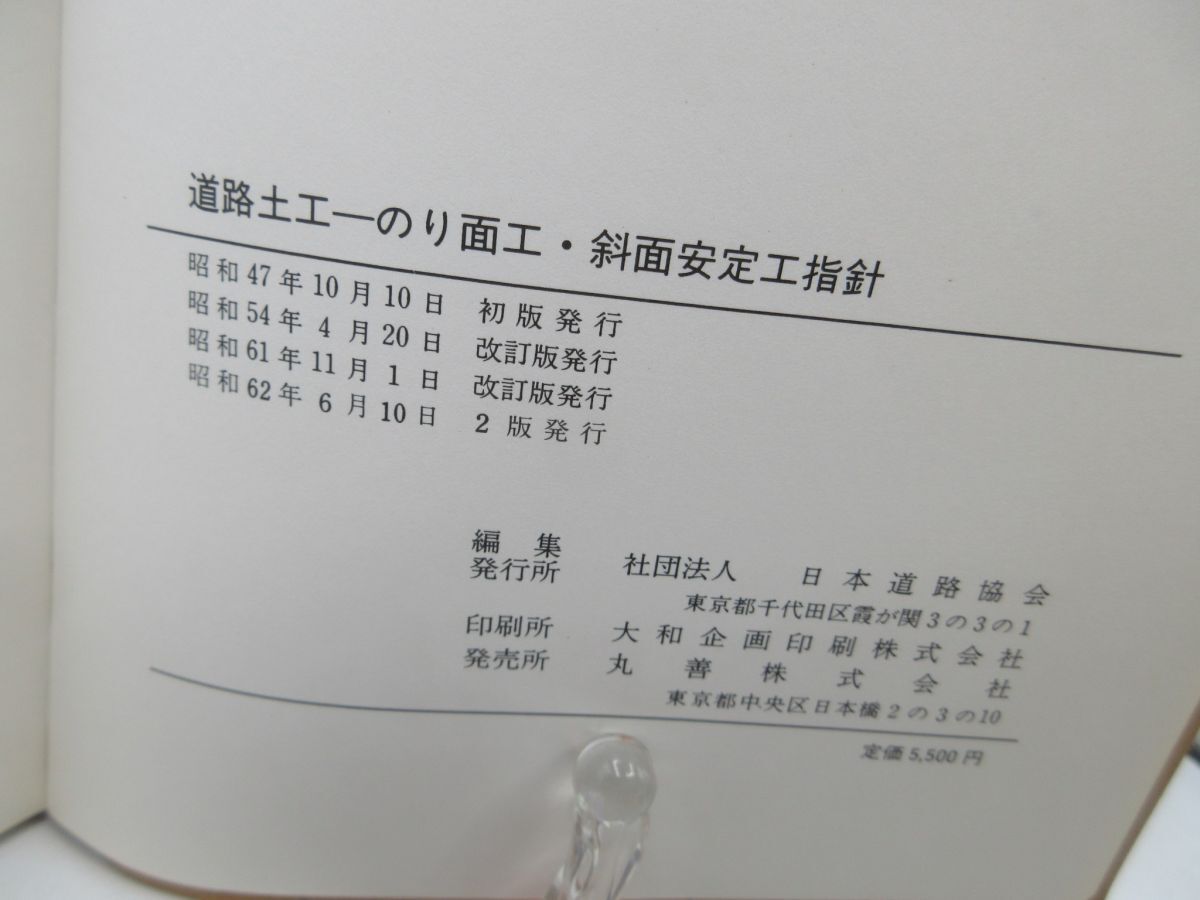 道路土工―のり面工・斜面安定工指針
昭和47年10月10日 初版発行
昭和54年 4月20日 改訂版発行
昭和61年11月 1日 改訂版発行
昭和62年 6月10日 2版発行
編集
発行所 社団法人 日本道路協会
東京都千代田区霞が関3の3の1
印刷所 大和企画印刷株式会社
発売所 丸善株式会社
東京都中央区日本橋2の3の10
定価5,500円